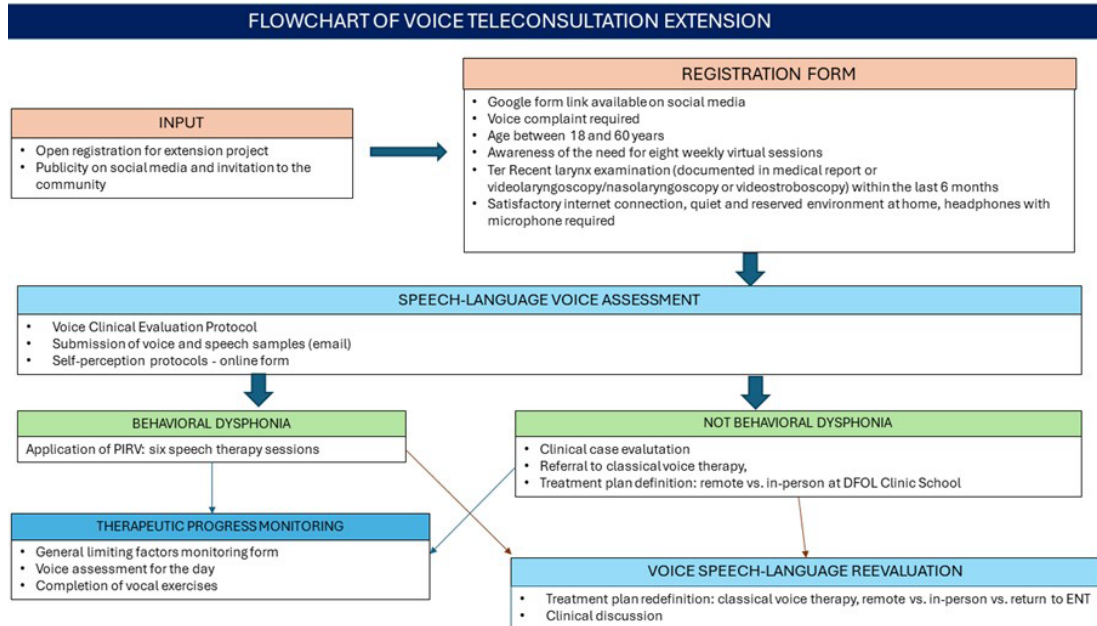 FLOWCHART OF VOICE TELECONSULTATION EXTENSION
INPUT
• Open registration for extension project
• Publicity on social media and invitation to the
community
REGISTRATION FORM
• Google form link available on social media
• Voice complaint required
• Age between 18 and 60 years
• Awareness of the need for eight weekly virtual sessions
• Ter Recent larynx examination (documented in medical report or
videolaryngoscopy/nasolaryngoscopy or videostroboscopy) within the last 6 months
• Satisfactory internet connection, quiet and reserved environment at home, headphones with
microphone required
SPEECH-LANGUAGE VOICE ASSESSMENT
• Voice Clinical Evaluation Protocol
• Submission of voice and speech samples (email)
• Self-perception protocols - online form
BEHAVIORAL DYSPHONIA
Application of PIRV: six speech therapy sessions
NOT BEHAVIORAL DYSPHONIA
• Clinical case evalutation
• Referral to classical voice therapy,
• Treatment plan definition: remote vs. in-person at DFOL Clinic School
THERAPEUTIC PROGRESS MONITORING
• General limiting factors monitoring form
• Voice assessment for the day
• Completion of vocal exercises
VOICE SPEECH-LANGUAGE REEVALUATION
• Treatment plan redefinition: classical voice therapy, remote vs. in-person vs. return to ENT
• Clinical discussion